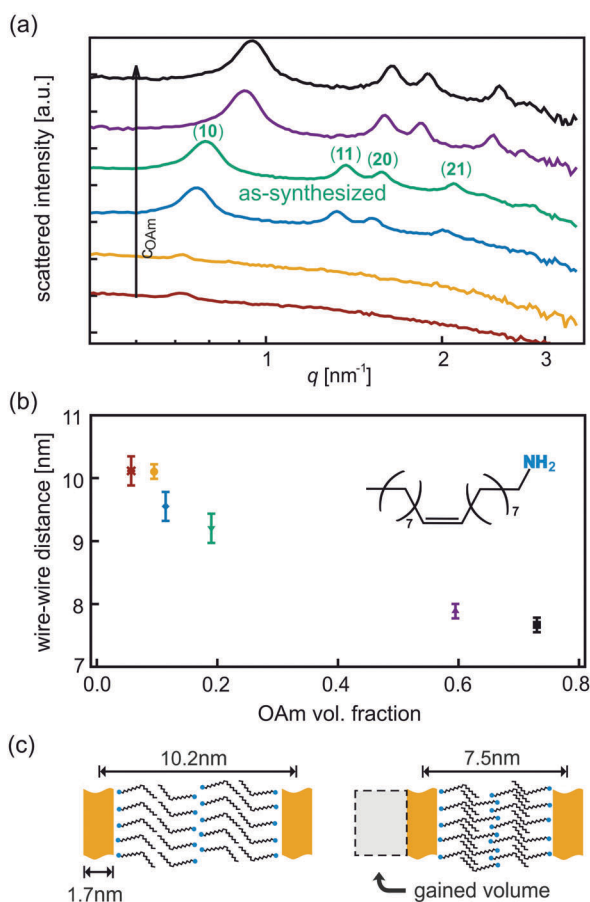 (a)
scattered intensity [a.u.]
cOAm
(10)
(11)
(20)
(21)
as-synthesized
1
2
3
q [nm-1]
(b)
wire-wire distance [nm]
11
10
9
8
7
NH2
7
7
0.0
0.2
0.4
0.6
0.8
OAm vol. fraction
(c)
10.2nm
7.5nm
1.7nm
gained volume